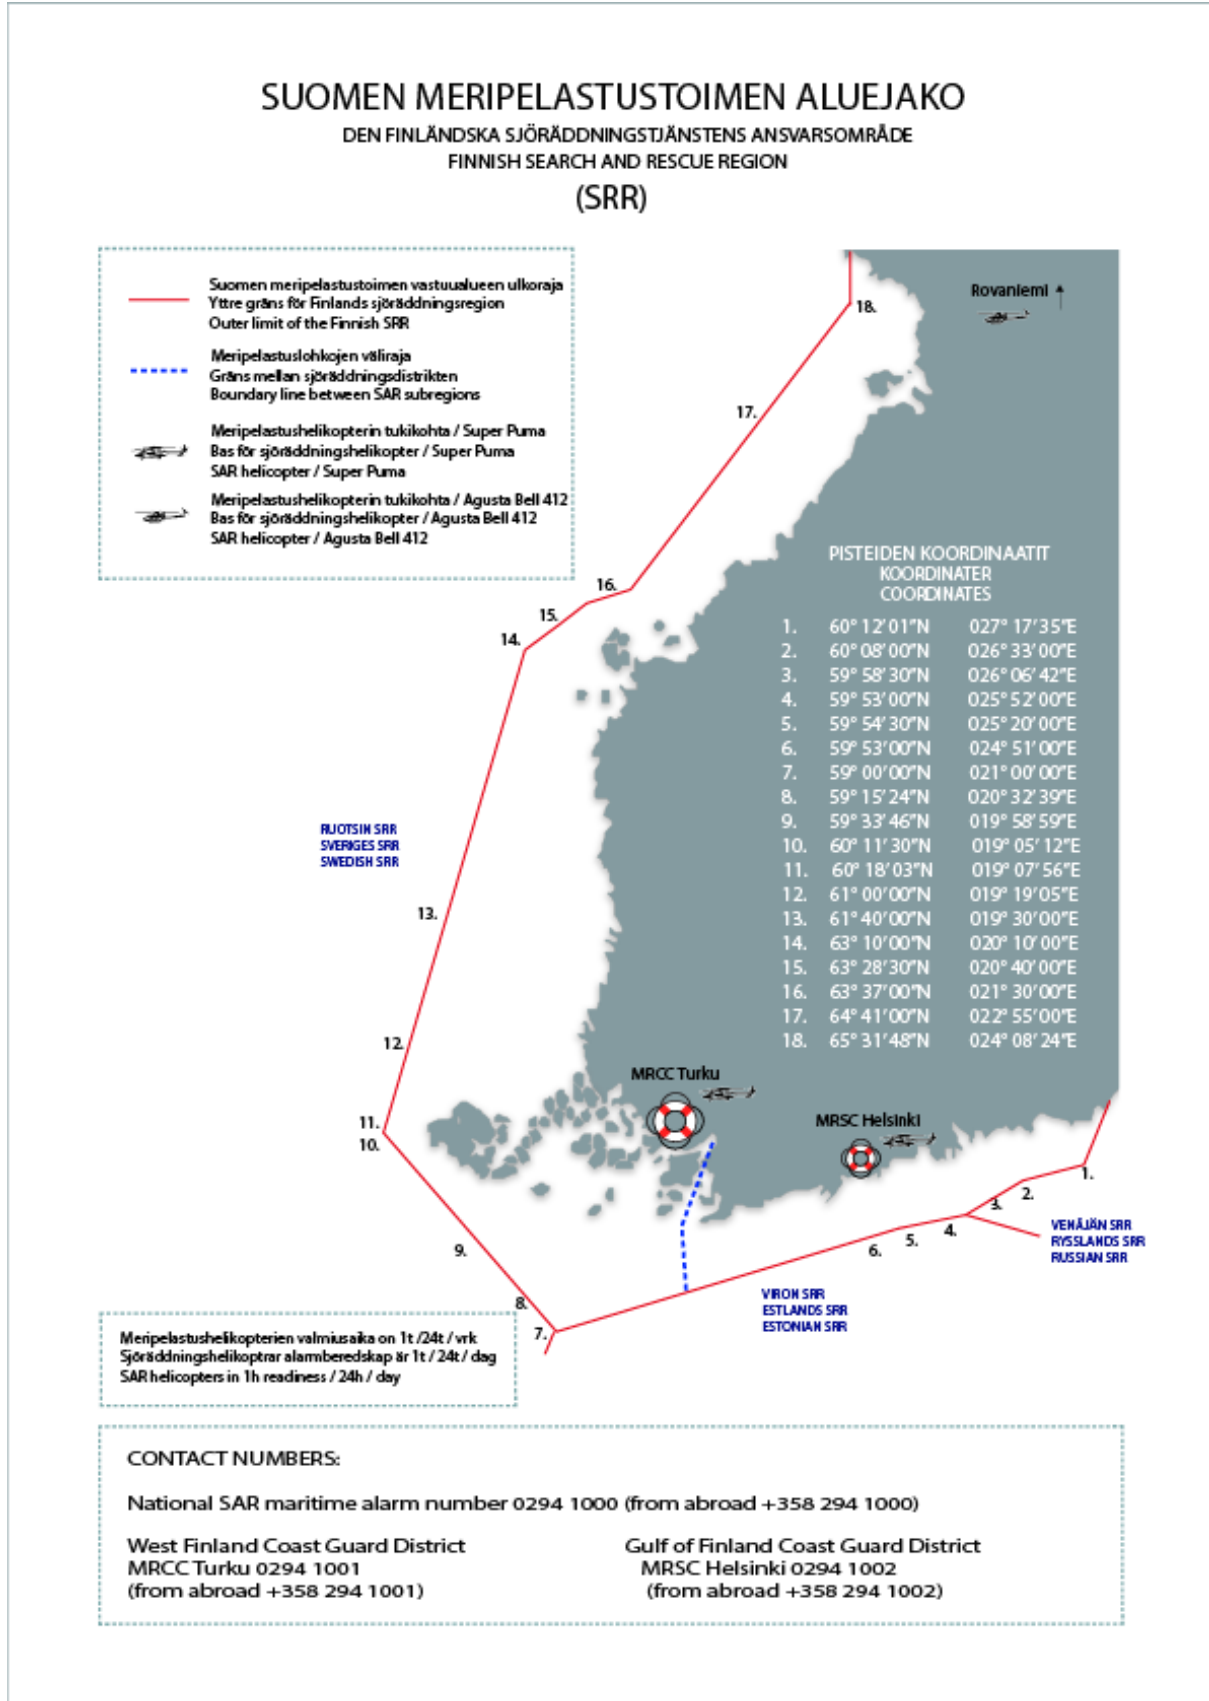 SUOMEN MERIPELASTUSTOIMEN ALUEJAKO
DEN FINLÄNDSKA SJÖRÄDDNINGSTJÄNSTENS ANSVARSOMRÅDE
FINNISH SEARCH AND RESCUE REGION
(SRR)
Suomen meripelastustoimen vastuualueen ulkoraja
Yttre gräns för Finlands sjöräddningsregion
Outer limit of the Finnish SRR
Meripelastuslohkojen väliraja
Gräns mellan sjöräddningsdistrikten
Boundary line between SAR subregions
Meripelastushelikopterin tukikohta / Super Puma
Bas för sjöräddningshelikopter / Super Puma
SAR helicopter / Super Puma
Meripelastushelikopterin tukikohta / Agusta Bell 412
Bas för sjöräddningshelikopter / Agusta Bell 412
SAR helicopter / Agusta Bell 412
Rovaniemi
18.
17.
16.
15.
14.
13.
12.
11.
10.
9.
8.
7.
6.
5.
4.
3.
2.
1.
PISTEIDEN KOORDINAATIT
KOORDINATER
COORDINATES
1. 60° 12' 01"N 027° 17' 35"E
2. 60° 08' 00"N 026° 33' 00"E
3. 59° 58' 30"N 026° 06' 42"E
4. 59° 53' 00"N 025° 52' 00"E
5. 59° 54' 30"N 025° 20' 00"E
6. 59° 53' 00"N 024° 51' 00"E
7. 59° 00' 00"N 021° 00' 00"E
8. 59° 15' 24"N 020° 32' 39"E
9. 59° 33' 46"N 019° 58' 59"E
10. 60° 11' 30"N 019° 05' 12"E
11. 60° 18' 03"N 019° 07' 56"E
12. 61° 00' 00"N 019° 19' 05"E
13. 61° 40' 00"N 019° 30' 00"E
14. 63° 10' 00"N 020° 10' 00"E
15. 63° 28' 30"N 020° 40' 00"E
16. 63° 37' 00"N 021° 30' 00"E
17. 64° 41' 00"N 022° 55' 00"E
18. 65° 31' 48"N 024° 08' 24"E
RUOTSIN SRR
SVERIGES SRR
SWEDISH SRR
MRCC Turku
MRSC Helsinki
VENÄJÄN SRR
RYSSLANDS SRR
RUSSIAN SRR
VIRON SRR
ESTLANDS SRR
ESTONIAN SRR
Meripelastushelikopterien valmiusaika on 1t /24t / vrk
Sjöräddningshelikoptrar alarmberedskap är 1t / 24t / dag
SAR helicopters in 1h readiness / 24h / day
CONTACT NUMBERS:
National SAR maritime alarm number 0294 1000 (from abroad +358 294 1000)
West Finland Coast Guard District
MRCC Turku 0294 1001
(from abroad +358 294 1001)
Gulf of Finland Coast Guard District
MRSC Helsinki 0294 1002
(from abroad +358 294 1002)